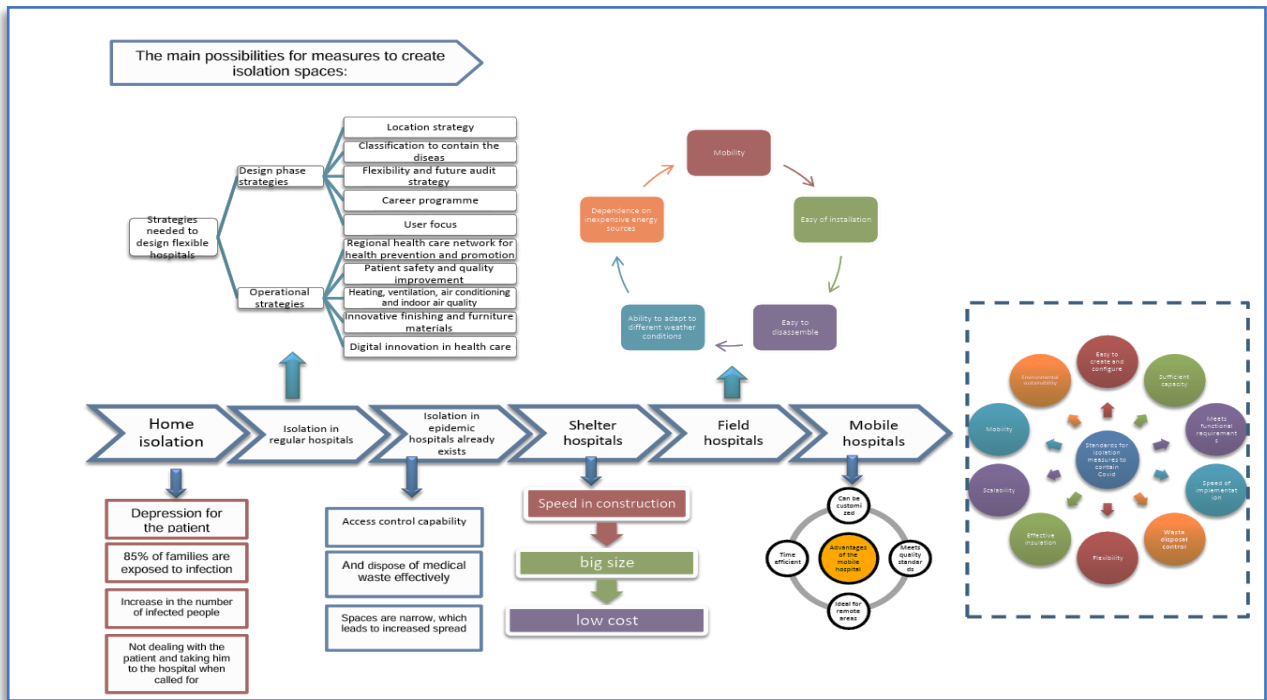 The main possibilities for measures to create
isolation spaces:
Strategies
needed to
design flexible
hospitals
Design phase
strategies
Location strategy
Classification to contain the
diseas
Flexibility and future audit
strategy
Career programme
User focus
Operational
strategies
Regional health care network for
health prevention and promotion
Patient safety and quality
improvement
Heating, ventilation, air conditioning
and indoor air quality
Innovative finishing and furniture
materials
Digital innovation in health care
Mobility
Easy of installation
Easy to
disassemble
Ability to adapt to
different weather
conditions
Dependence on
inexpensive energy
sources
Home
isolation
Isolation in
regular hospitals
Isolation in
epidemic
hospitals already
exists
Shelter
hospitals
Field
hospitals
Mobile
hospitals
Depression for
the patient
85% of families are
exposed to infection
Increase in the number
of infected people
Not dealing with the
patient and taking him
to the hospital when
called for
Access control capability
And dispose of medical
waste effectively
Spaces are narrow, which
leads to increased spread
Speed in construction
big size
low cost
Advantages
of the
mobile
hospital
Can be
customi
zed
Meets
quality
standar
ds
Ideal for
remote
areas
Time
efficient
Standards for
isolation
measures to
contain
Covid
Easy to
create and
configure
Sufficient
capacity
Meets
functional
requiremant
s
Speed of
implementat
ion
Waste
disposal
control
Flexibility
Effective
insuration
Scalability
Mobility
Environmental
sustainability